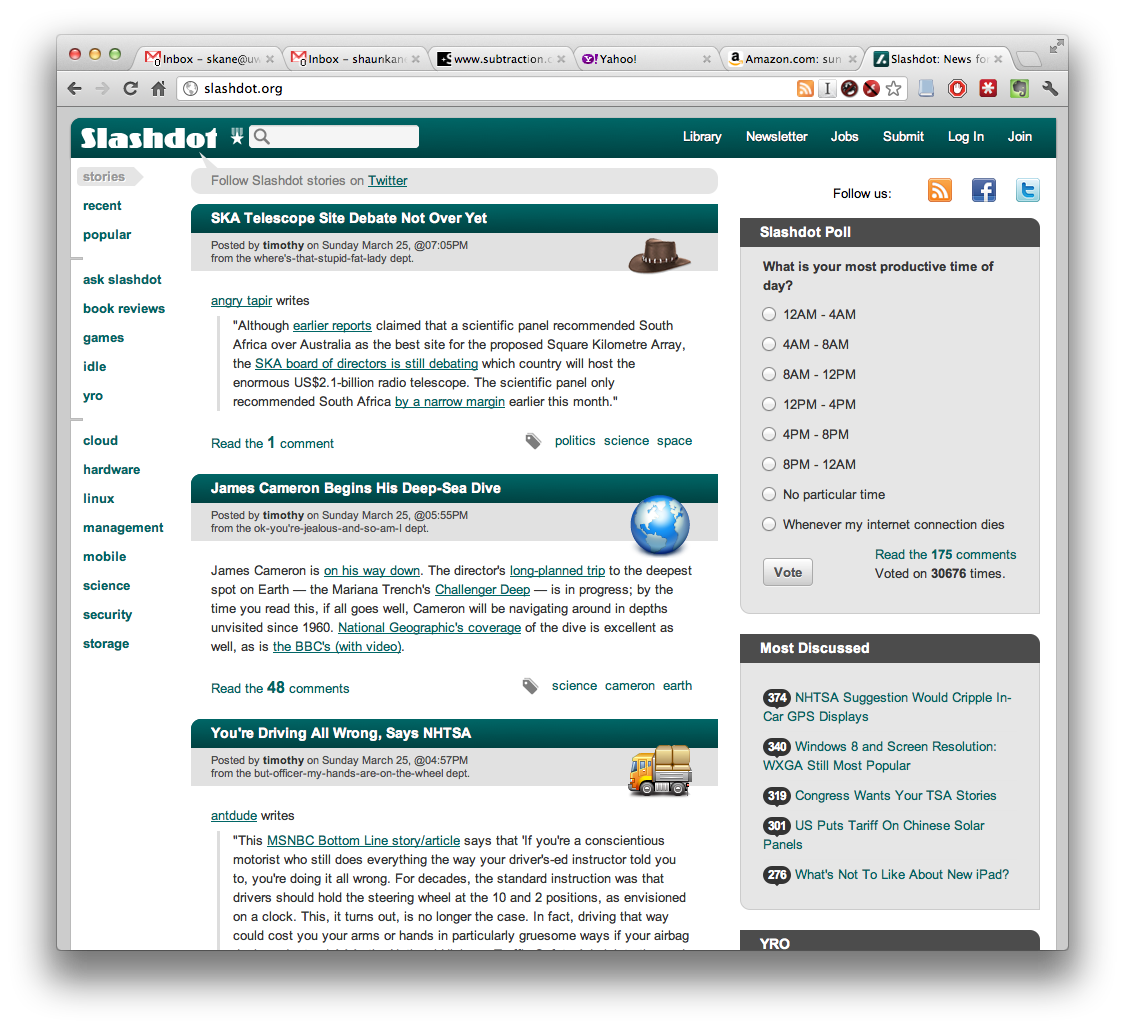 Inbox - skane@uw
Inbox - shaunkan
www.subtraction.c
Yahoo!
Amazon.com: sun
Slashdot: News fo
slashdot.org
Slashdot
Library
Newsletter
Jobs
Submit
Log In
Join
stories
recent
popular
ask slashdot
book reviews
games
idle
yro
cloud
hardware
linux
management
mobile
science
security
storage
Follow Slashdot stories on Twitter
SKA Telescope Site Debate Not Over Yet
Posted by timothy on Sunday March 25, @07:05PM
from the where's-that-stupid-fat-lady dept.
angry tapir writes
"Although earlier reports claimed that a scientific panel recommended South
Africa over Australia as the best site for the proposed Square Kilometre Array,
the SKA board of directors is still debating which country will host the
enormous US$2.1-billion radio telescope. The scientific panel only
recommended South Africa by a narrow margin earlier this month."
Read the 1 comment
politics science space
James Cameron Begins His Deep-Sea Dive
Posted by timothy on Sunday March 25, @05:55PM
from the ok-you're-jealous-and-so-am-I dept.
James Cameron is on his way down. The director's long-planned trip to the deepest
spot on Earth — the Mariana Trench's Challenger Deep — is in progress; by the
time you read this, if all goes well, Cameron will be navigating around in depths
unvisited since 1960. National Geographic's coverage of the dive is excellent as
well, as is the BBC's (with video).
Read the 48 comments
science cameron earth
You're Driving All Wrong, Says NHTSA
Posted by timothy on Sunday March 25, @04:57PM
from the but-officer-my-hands-are-on-the-wheel dept.
antdude writes
"This MSNBC Bottom Line story/article says that 'If you're a conscientious
motorist who still does everything the way your driver's-ed instructor told you
to, you're doing it all wrong. For decades, the standard instruction was that
drivers should hold the steering wheel at the 10 and 2 positions, as envisioned
on a clock. This, it turns out, is no longer the case. In fact, driving that way
could cost you your arms or hands in particularly gruesome ways if your airbag
Follow us:
Slashdot Poll
What is your most productive time of
day?
12AM - 4AM
4AM - 8AM
8AM - 12PM
12PM - 4PM
4PM - 8PM
8PM - 12AM
No particular time
Whenever my internet connection dies
Vote
Read the 175 comments
Voted on 30676 times.
Most Discussed
374 NHTSA Suggestion Would Cripple In-
Car GPS Displays
340 Windows 8 and Screen Resolution:
WXGA Still Most Popular
319 Congress Wants Your TSA Stories
301 US Puts Tariff On Chinese Solar
Panels
276 What's Not To Like About New iPad?
YRO